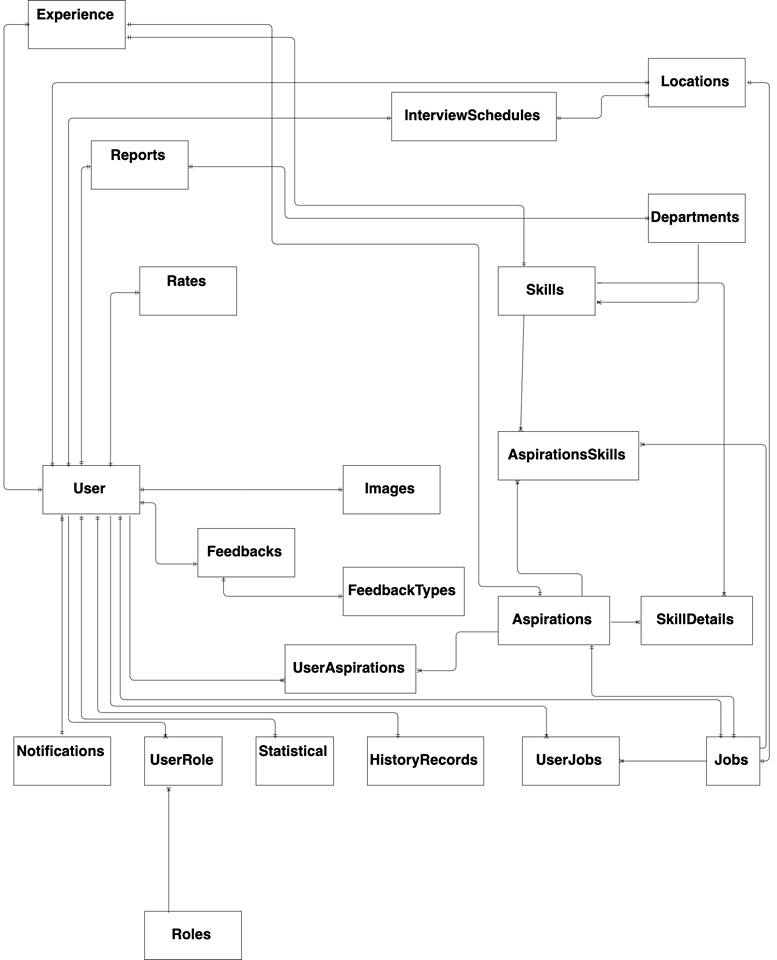 Experience
Locations
InterviewSchedules
Reports
Departments
Rates
Skills
AspirationsSkills
User
Images
Feedbacks
FeedbackTypes
Aspirations
SkillDetails
UserAspirations
Notifications
UserRole
Statistical
HistoryRecords
UserJobs
Jobs
Roles